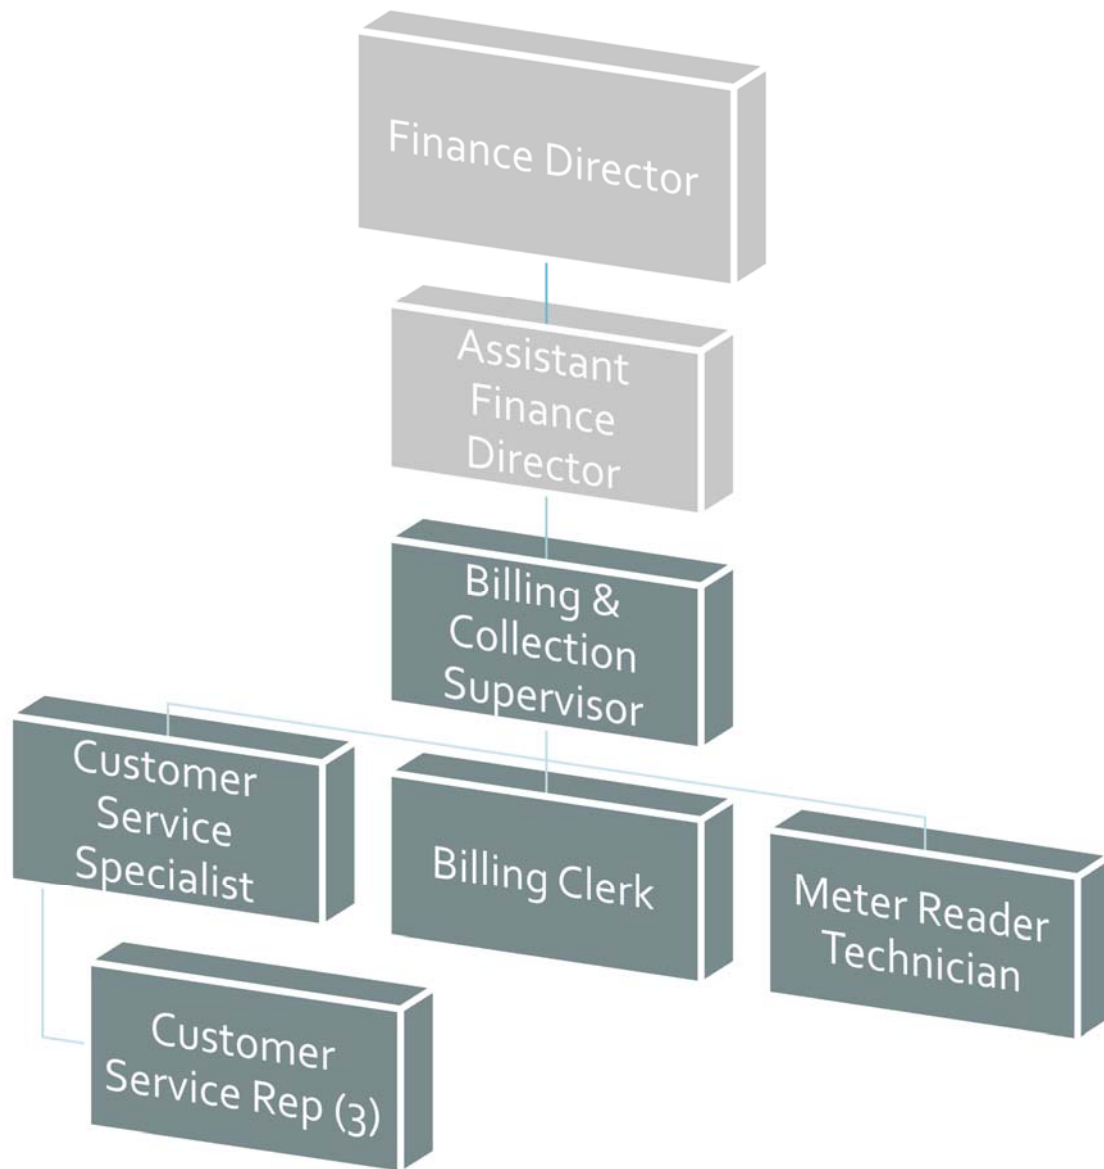 Finance Director
Assistant
Finance
Director
Billing &
Collection
Supervisor
Customer
Service
Specialist
Billing Clerk
Meter Reader
Technician
Customer
Service Rep (3)